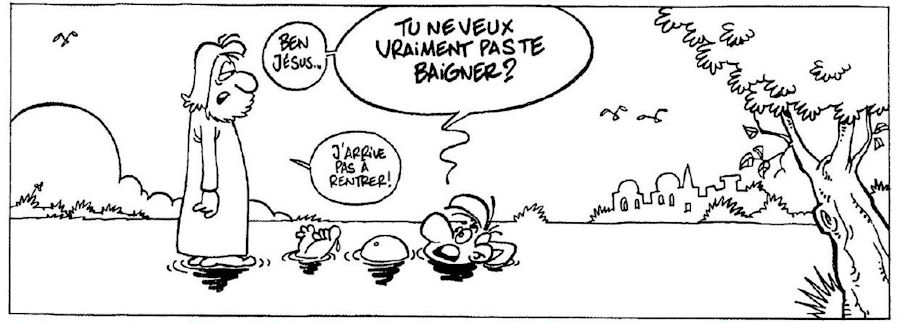 BEN
JÉSUS...
TU NE VEUX
VRAIMENT PAS TE
BAIGNER?
J'ARRIVE
PAS À
RENTRER!